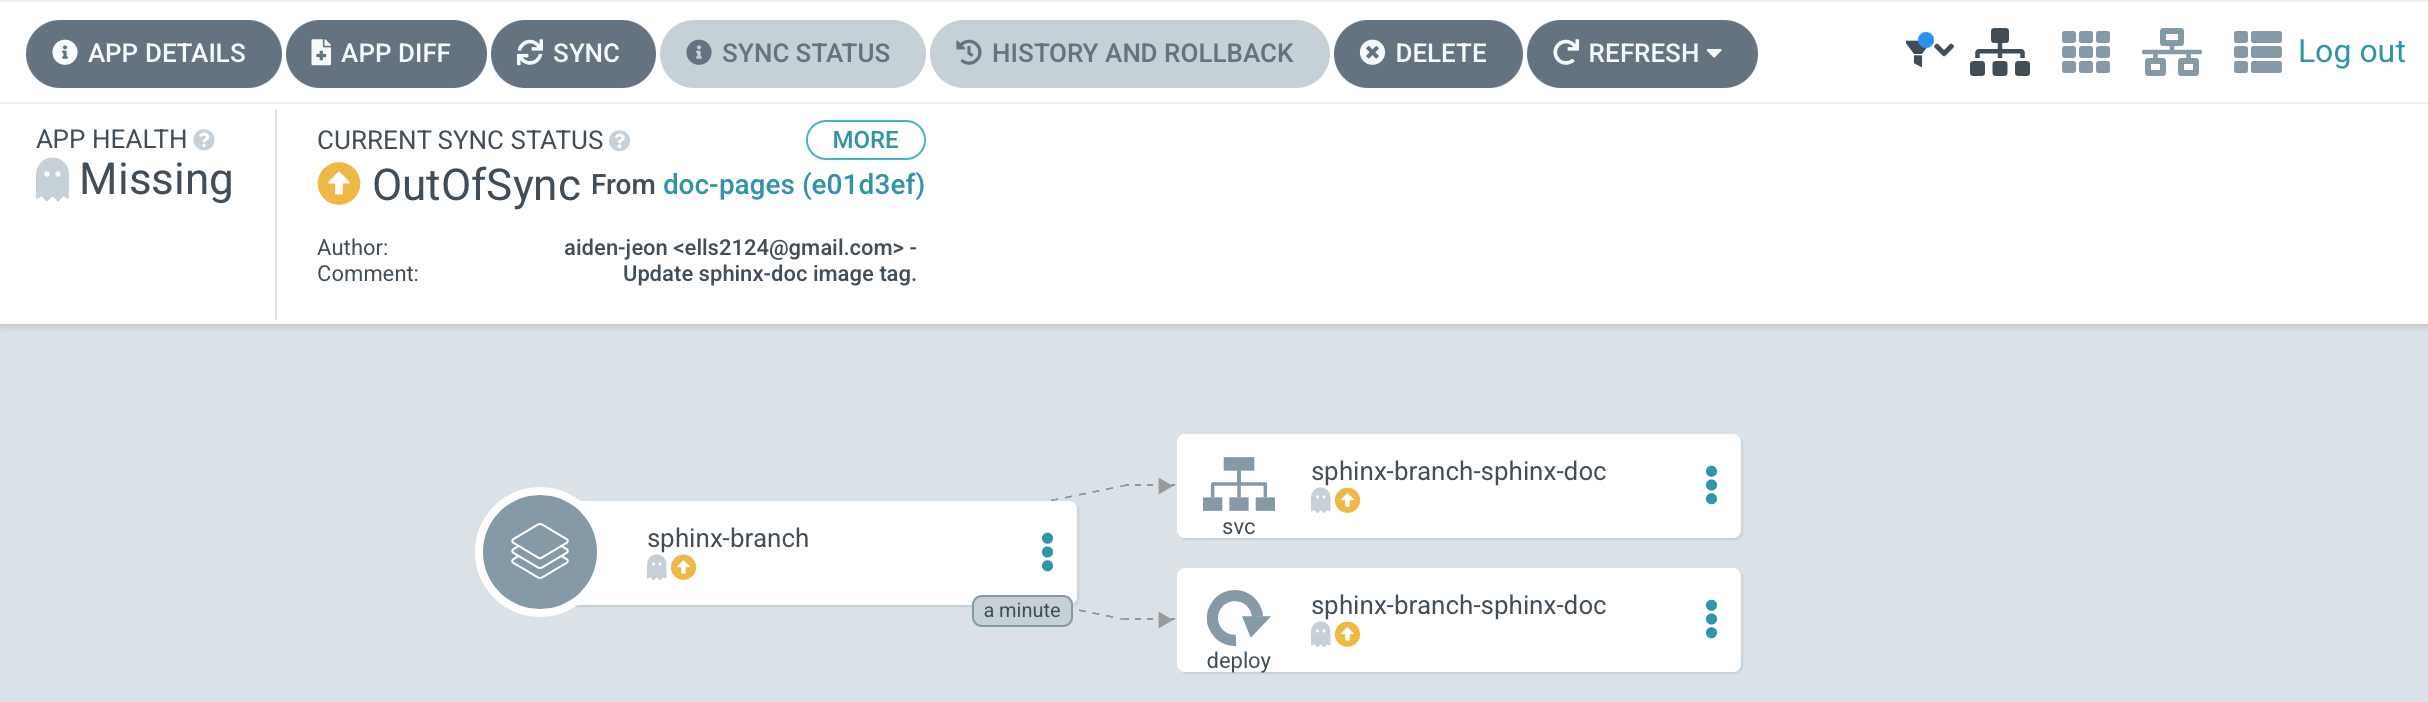 APP DETAILS
APP DIFF
SYNC
SYNC STATUS
HISTORY AND ROLLBACK
DELETE
REFRESH
Log out
APP HEALTH ?
Missing
CURRENT SYNC STATUS ?
MORE
OutOfSync From doc-pages (e01d3ef)
Author: aiden-jeon <ells2124@gmail.com> -
Comment: Update sphinx-doc image tag.
sphinx-branch
a minute
sphinx-branch-sphinx-doc
svc
sphinx-branch-sphinx-doc
deploy